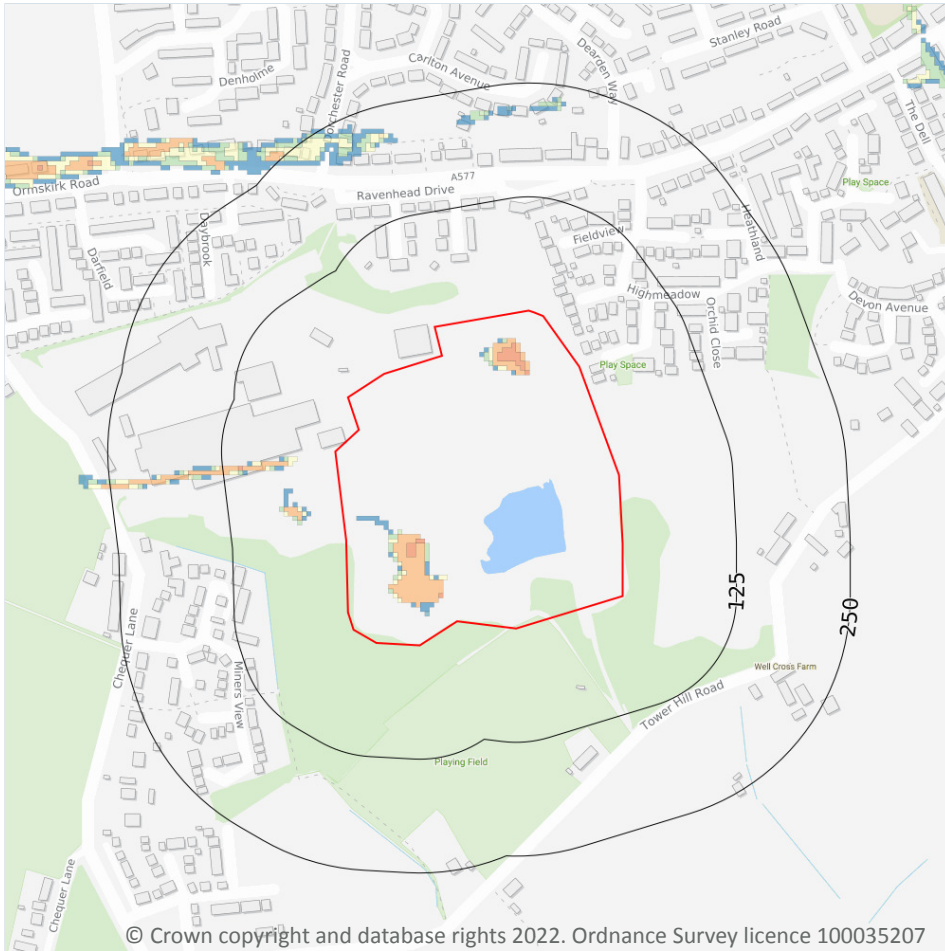 Stanley Road
Dearden Way
Carlton Avenue
Denholme
The Dell
A577
Ormskirk Road
Ravenhead Drive
Play Space
Heathland
Daybrook
Fieldview
Darfield
Highmeadow
Devon Avenue
Orchid Close
Play Space
125
250
Chequer Lane
Miners View
Well Cross Farm
Tower Hill Road
Playing Field
Chequer Lane
© Crown copyright and database rights 2022. Ordnance Survey licence 100035207